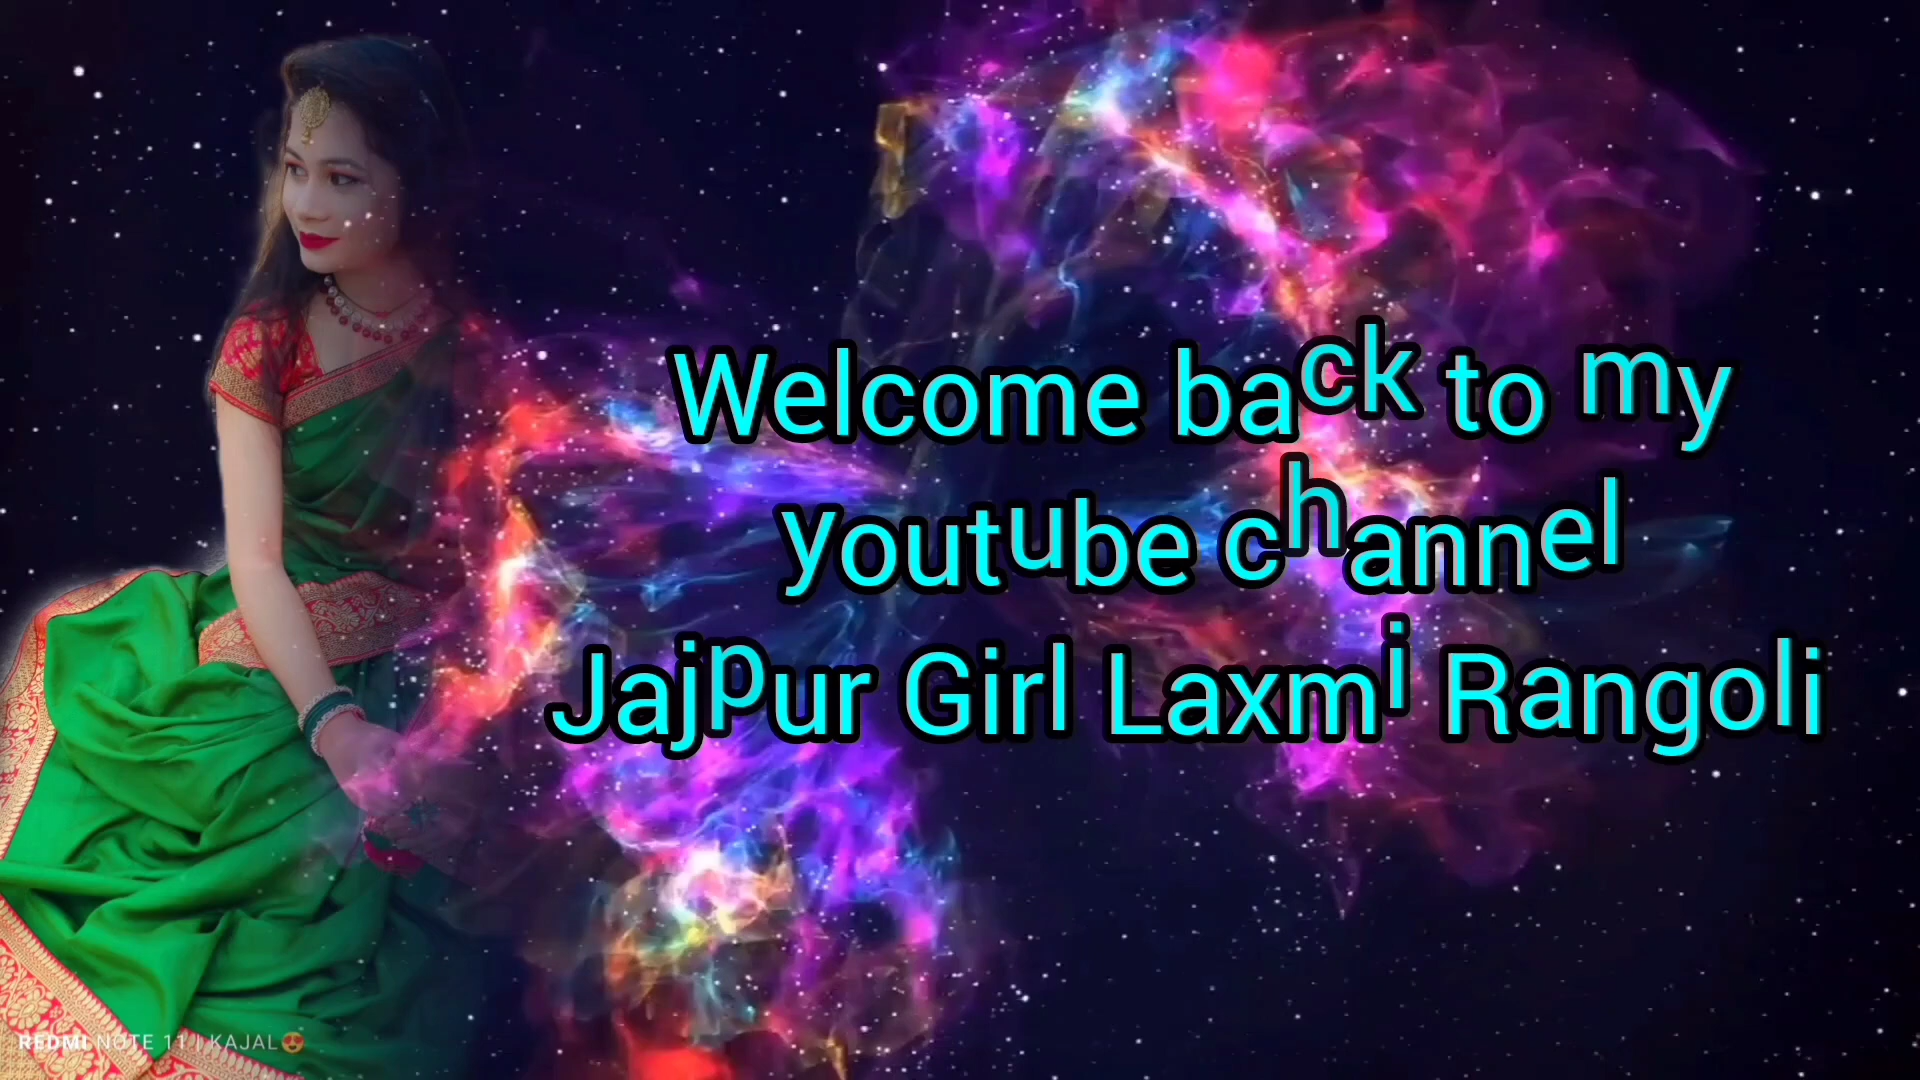 Welcome back to my
youtube channel
Jajpur Girl Laxmi Rangoli
REDMI NOTE 11 | KAJAL😍